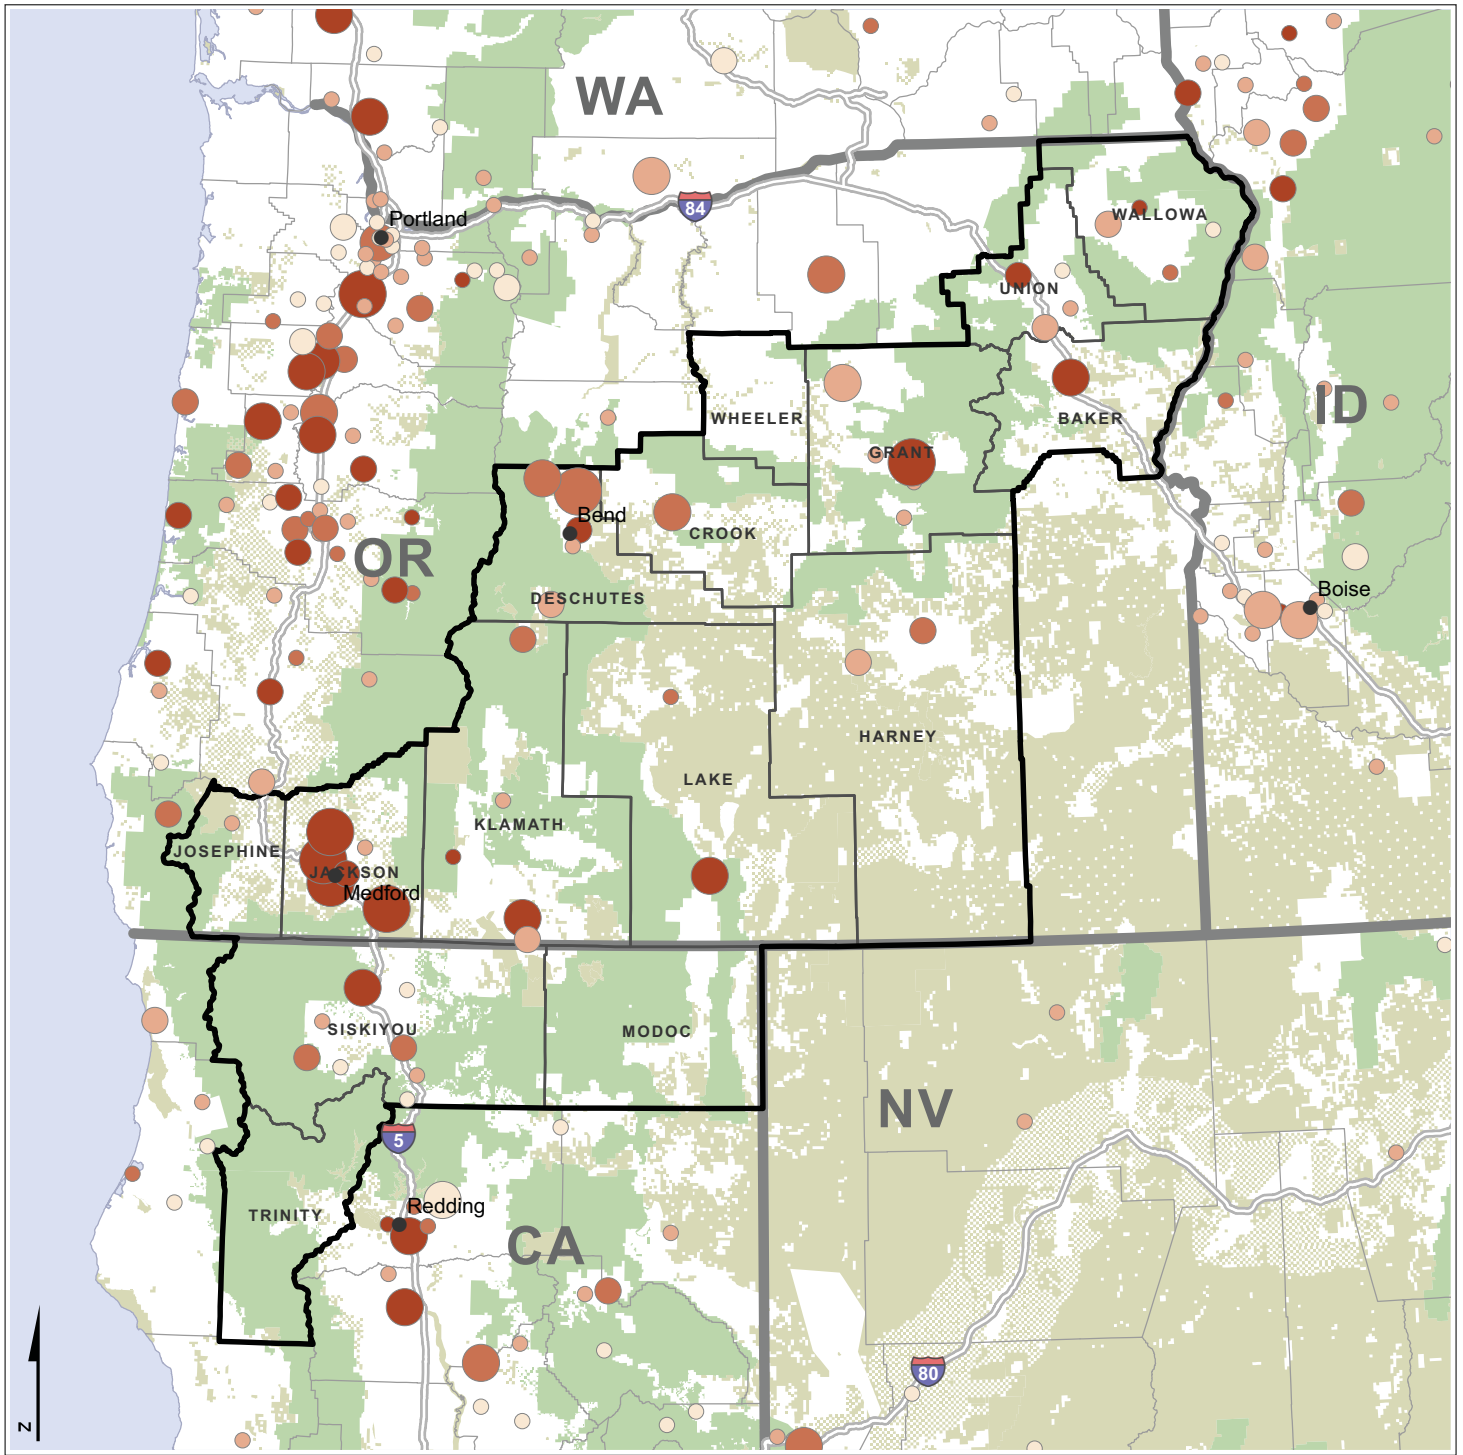 WA
Portland
84
WALLOWA
UNION
ID
WHEELER
BAKER
GRANT
Bend
CROOK
OR
DESCHUTES
Boise
HARNEY
LAKE
KLAMATH
JOSEPHINE
JACKSON
Medford
SISKIYOU
MODOC
NV
5
Redding
TRINITY
CA
80
N